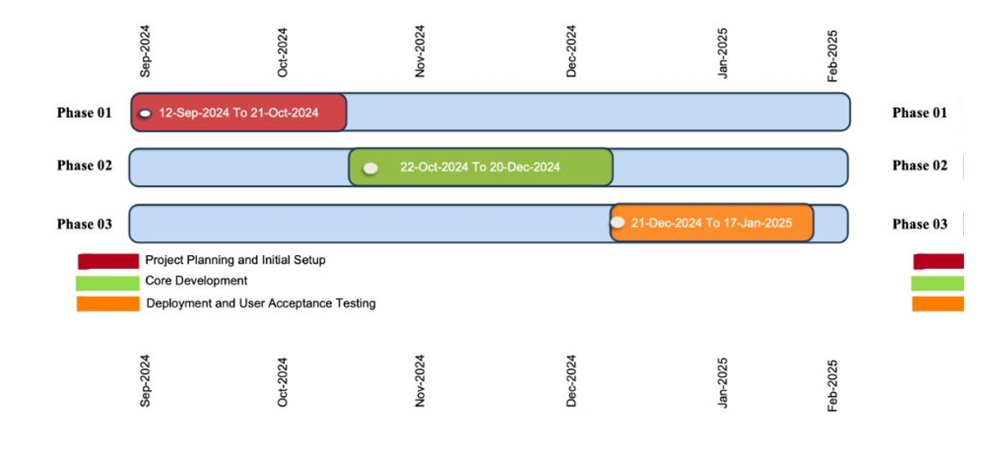 Sep-2024 Oct-2024 Nov-2024 Dec-2024 Jan-2025 Feb-2025
Phase 01 12-Sep-2024 To 21-Oct-2024 Phase 01
Phase 02 22-Oct-2024 To 20-Dec-2024 Phase 02
Phase 03 21-Dec-2024 To 17-Jan-2025 Phase 03
Project Planning and Initial Setup
Core Development
Deployment and User Acceptance Testing
Sep-2024 Oct-2024 Nov-2024 Dec-2024 Jan-2025 Feb-2025